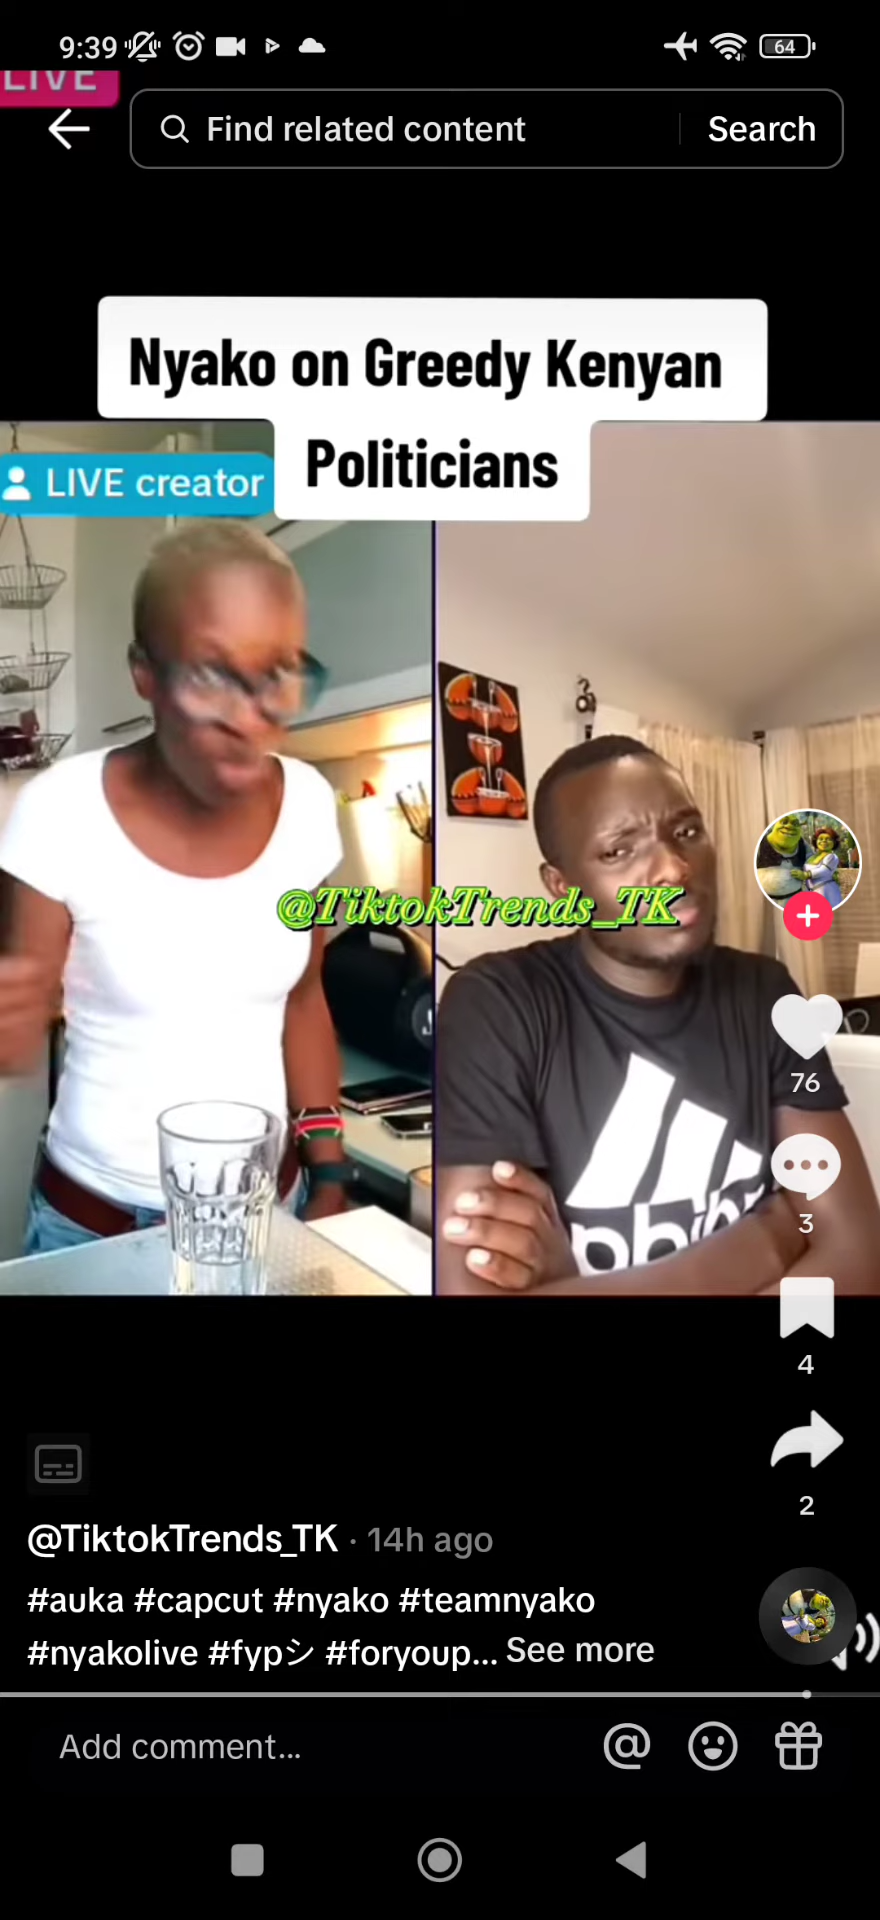 9:39
64
LIVE
Find related content
Search
Nyako on Greedy Kenyan
Politicians
LIVE creator
@TiktokTrends_TK
76
3
4
2
@TiktokTrends_TK · 14h ago
#auka #capcut #nyako #teamnyako
#nyakolive #fypシ #foryoup... See more
Add comment...